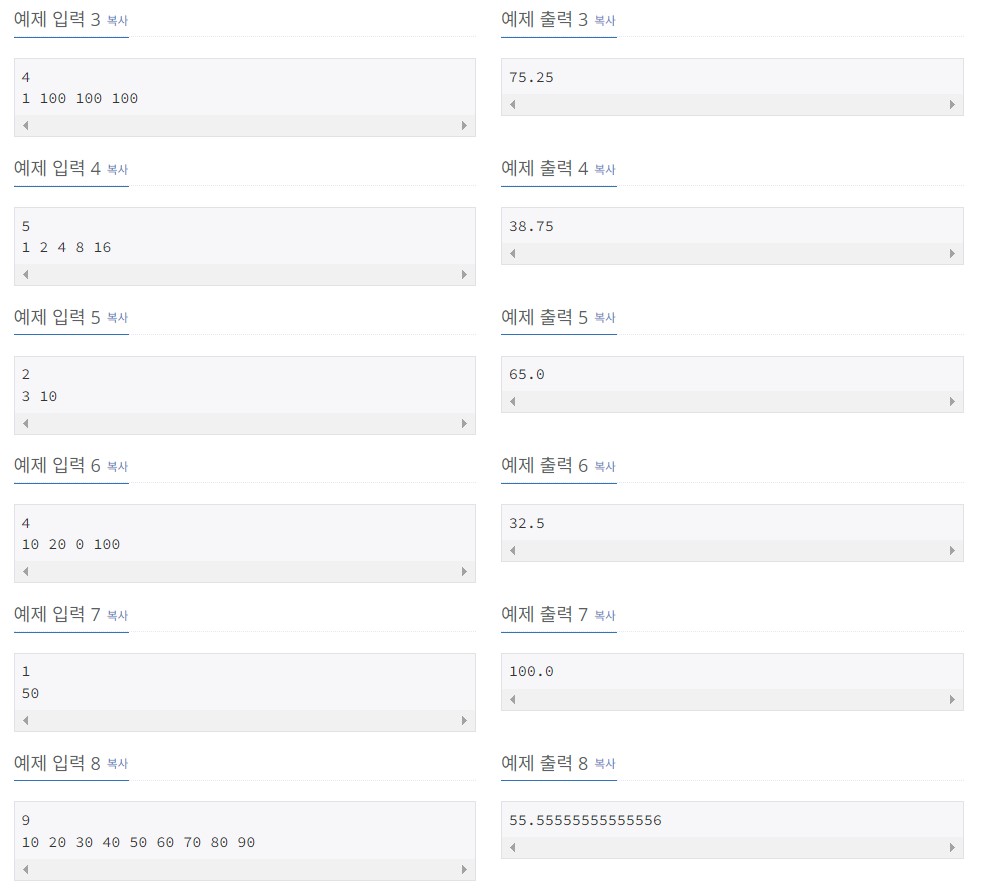 예제 입력 3 복사
예제 출력 3 복사
4
1 100 100 100
75.25
예제 입력 4 복사
예제 출력 4 복사
5
1 2 4 8 16
38.75
예제 입력 5 복사
예제 출력 5 복사
2
3 10
65.0
예제 입력 6 복사
예제 출력 6 복사
4
10 20 0 100
32.5
예제 입력 7 복사
예제 출력 7 복사
1
50
100.0
예제 입력 8 복사
예제 출력 8 복사
9
10 20 30 40 50 60 70 80 90
55.55555555555556